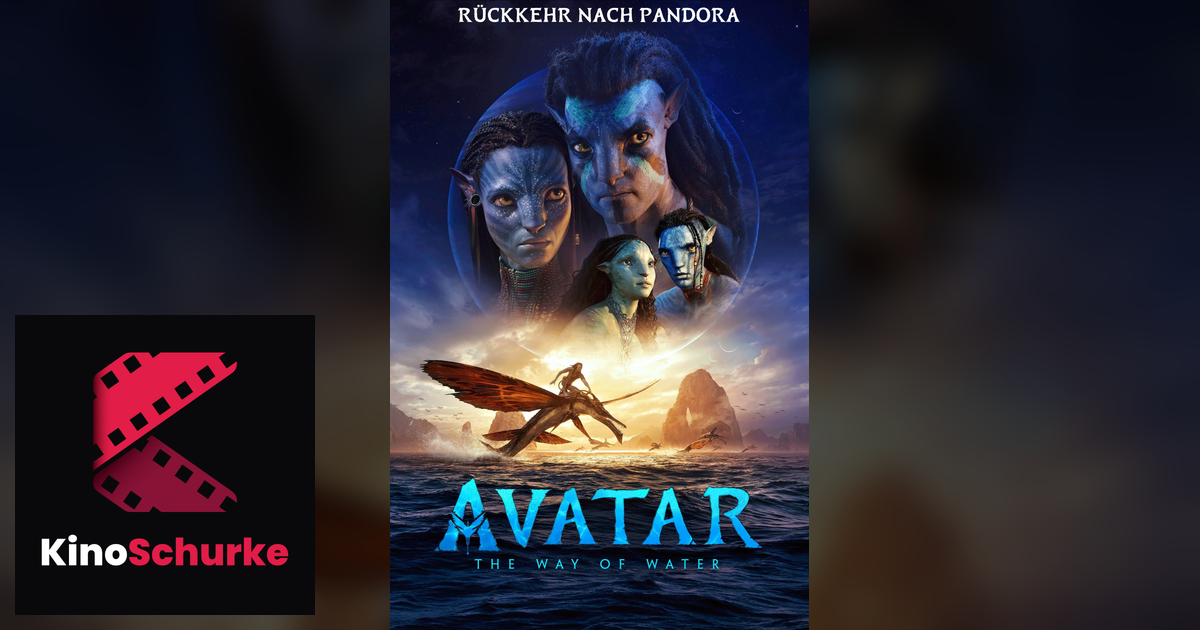 RÜCKKEHR NACH PANDORA
AVATAR
THE WAY OF WATER
KinoSchurke